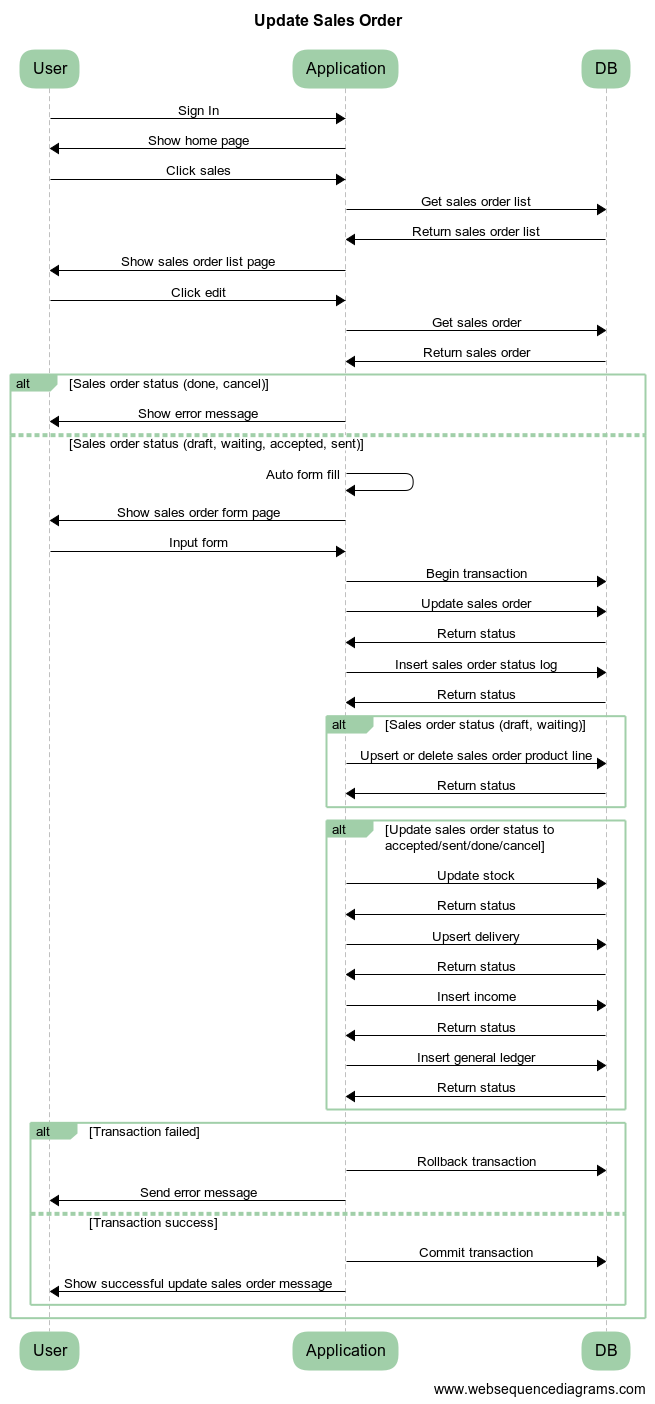 Update Sales Order
User
Application
DB
Sign In
Show home page
Click sales
Get sales order list
Return sales order list
Show sales order list page
Click edit
Get sales order
Return sales order
alt
[Sales order status (done, cancel)]
Show error message
[Sales order status (draft, waiting, accepted, sent)]
Auto form fill
Show sales order form page
Input form
Begin transaction
Update sales order
Return status
Insert sales order status log
Return status
alt
[Sales order status (draft, waiting)]
Upsert or delete sales order product line
Return status
alt
[Update sales order status to
accepted/sent/done/cancel]
Update stock
Return status
Upsert delivery
Return status
Insert income
Return status
Insert general ledger
Return status
alt
[Transaction failed]
Rollback transaction
Send error message
[Transaction success]
Commit transaction
Show successful update sales order message
User
Application
DB
www.websequencediagrams.com